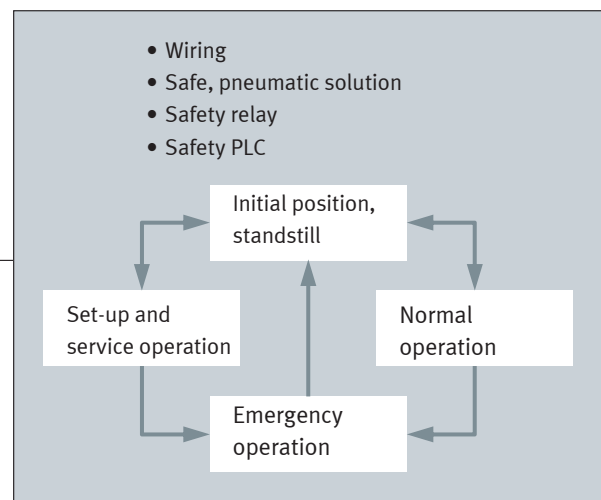 • Wiring
• Safe, pneumatic solution
• Safety relay
• Safety PLC
Initial position,
standstill
Set-up and
service operation
Normal
operation
Emergency
operation